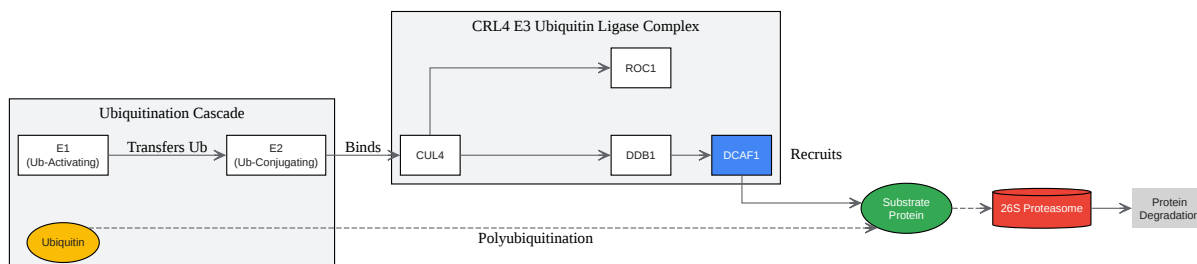 CRL4 E3 Ubiquitin Ligase Complex
ROC1
Ubiquitination Cascade
E1
(Ub-Activating)
Transfers Ub
E2
(Ub-Conjugating)
Binds
CUL4
DDB1
DCAF1
Recruits
Substrate
Protein
26S Proteasome
Protein
Degradation
Ubiquitin
Polyubiquitination